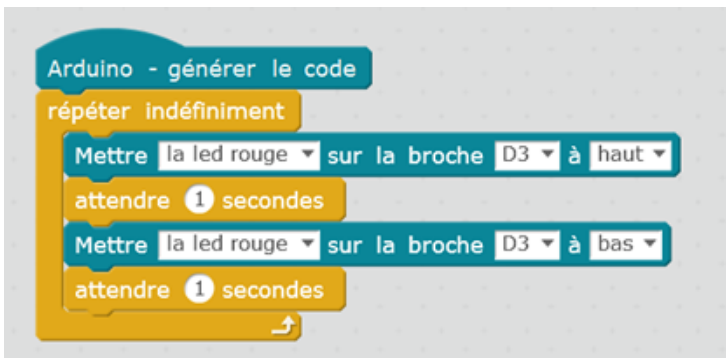 Arduino - générer le code
répéter indéfiniment
Mettre la led rouge sur la broche D3 à haut
attendre 1 secondes
Mettre la led rouge sur la broche D3 à bas
attendre 1 secondes